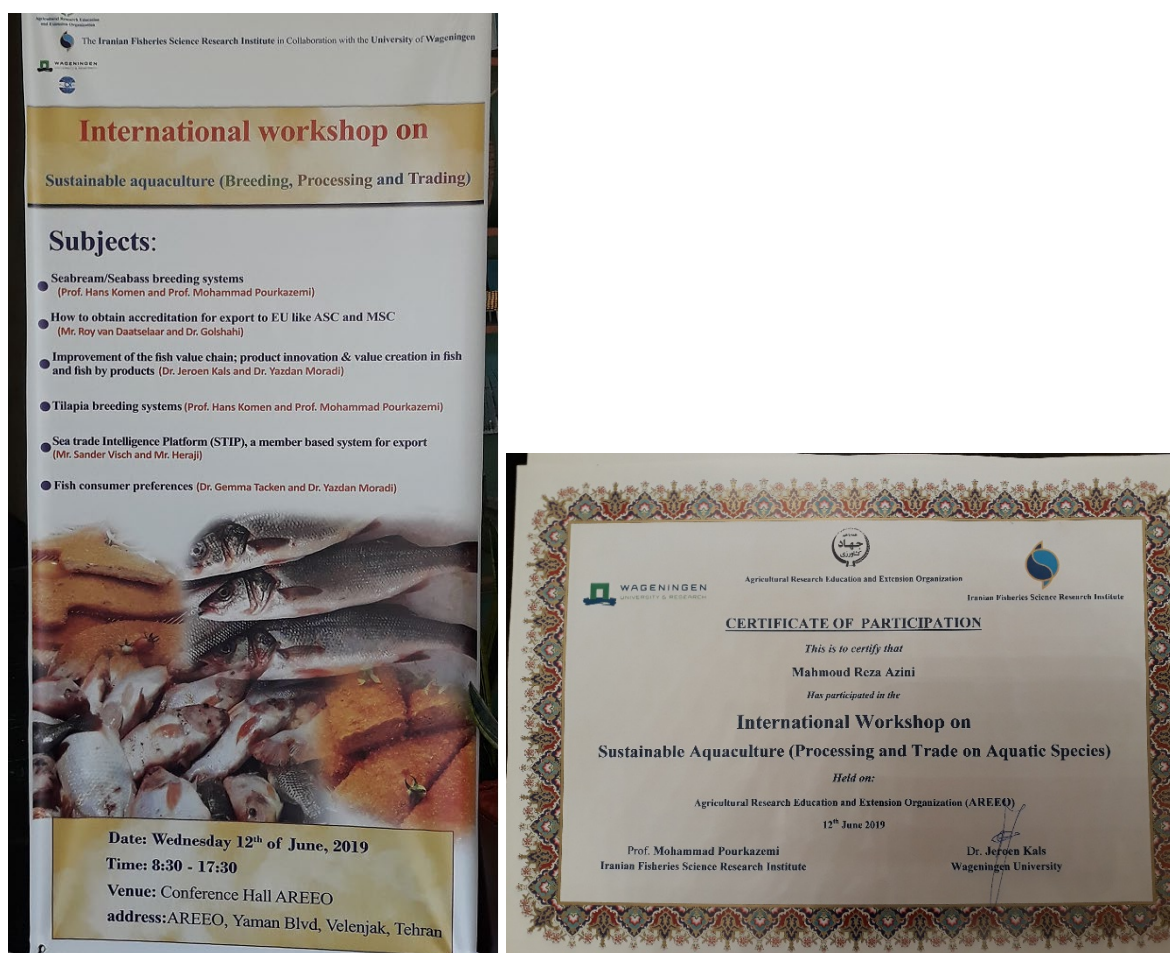 Agricultural Research Education
and Extension Organization
The Iranian Fisheries Science Research Institute in Collaboration with the University of Wageningen
WAGENINGEN
International workshop on
Sustainable aquaculture (Breeding, Processing and Trading)
Subjects:
Seabream/Seabass breeding systems
(Prof. Hans Komen and Prof. Mohammad Pourkazemi)
How to obtain accreditation for export to EU like ASC and MSC
(Mr. Roy van Daatselaar and Dr. Golshahi)
Improvement of the fish value chain; product innovation & value creation in fish
and fish by products (Dr. Jeroen Kals and Dr. Yazdan Moradi)
Tilapia breeding systems (Prof. Hans Komen and Prof. Mohammad Pourkazemi)
Sea trade Intelligence Platform (STIP), a member based system for export
(Mr. Sander Visch and Mr. Heraji)
Fish consumer preferences (Dr. Gemma Tacken and Dr. Yazdan Moradi)
Date: Wednesday 12th of June, 2019
Time: 8:30 - 17:30
Venue: Conference Hall AREEO
address:AREEO, Yaman Blvd, Velenjak, Tehran
جهاد
کشاورزی
WAGENINGEN
UNIVERSITY & RESEARCH
Agricultural Research Education and Extension Organization
Iranian Fisheries Science Research Institute
CERTIFICATE OF PARTICIPATION
This is to certify that
Mahmoud Reza Azini
Has participated in the
International Workshop on
Sustainable Aquaculture (Processing and Trade on Aquatic Species)
Held on:
Agricultural Research Education and Extension Organization (AREEO)
12th June 2019
Prof. Mohammad Pourkazemi
Iranian Fisheries Science Research Institute
Dr. Jeroen Kals
Wageningen University